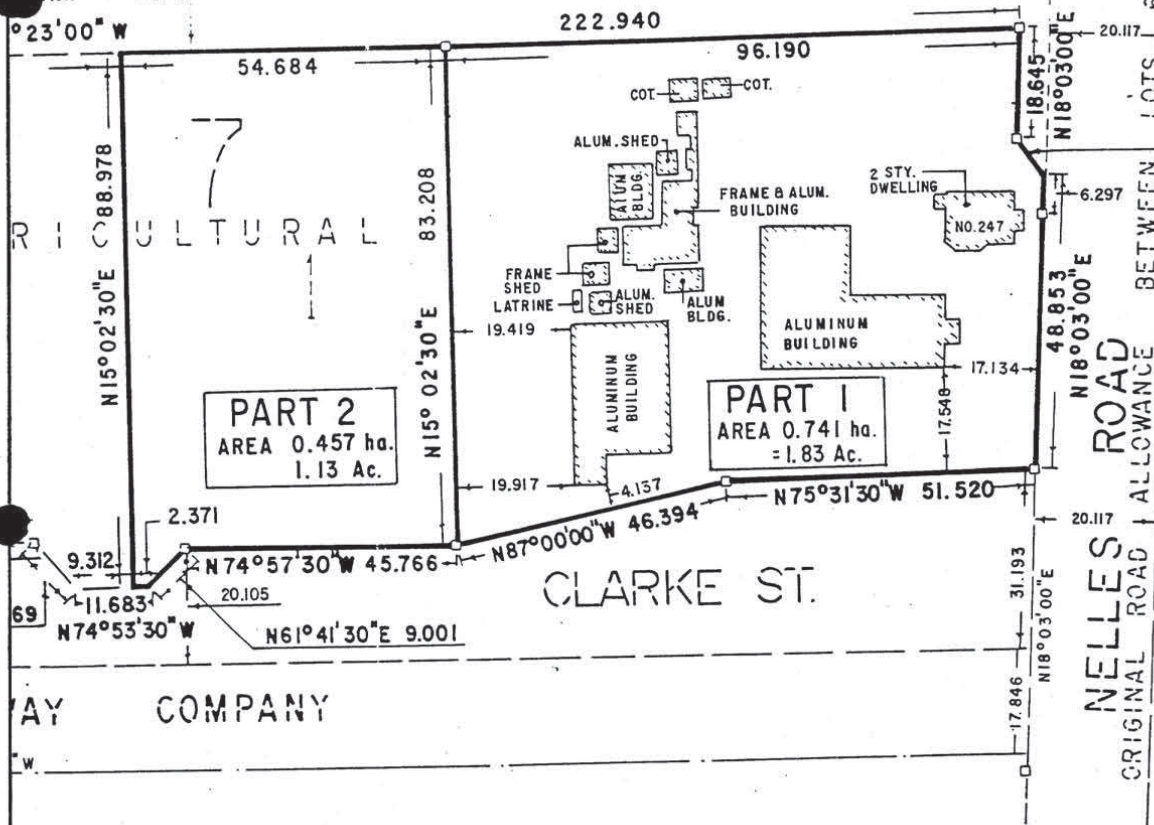 °23'00" W
222.940
54.684
96.190
20.117
18.645
N18°03'00"E
LOTS
COT.
COT.
ALUM. SHED
7
88.978
83.208
ALUM
BLDG.
FRAME & ALUM.
BUILDING
2 STY.
DWELLING
NO. 247
6.297
BETWEEN
RICULTURAL
1
FRAME
SHED
LATRINE
ALUM.
SHED
ALUM
BLDG.
N15°02'30"E
N15° 02'30"E
19.419
ALUMINUM
BUILDING
ALUMINUM
BUILDING
48.853
N18°03'00"E
17.134
17.548
PART 2
AREA 0.457 ha.
1.13 Ac.
PART 1
AREA 0.741 ha.
=1.83 Ac.
19.917
4.137
N75°31'30"W 51.520
N87°00'00"W 46.394
2.371
9.312
N74°57'30"W 45.766
20.117
11.683
20.105
69
N74°53'30"W
N61°41'30"E 9.001
CLARKE ST.
31.193
N18°03'00"E
NELLES ROAD
ORIGINAL ROAD ALLOWANCE
17.846
AY COMPANY
"W.